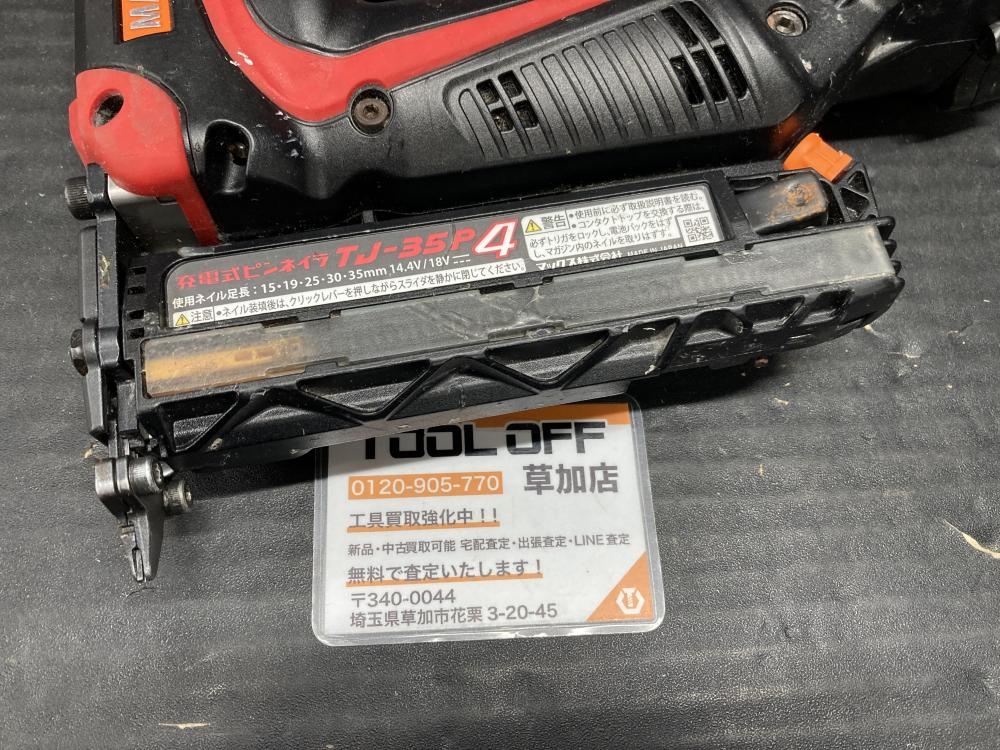 充電式ピンネイラ TJ-35P4
使用ネイル足長：15・19・25・30・35mm 14.4V/18V
注意 •ネイル装填後は、クリックレバーを押しながらスライダを静かに閉じてください。
警告 •使用前に必ず取扱説明書を読む。
•コンタクトトップを交換する際は、
必ずトリガをロックし、電池パックをはず
し、マガジン内のネイルを取りはずす。
マックス株式会社 MADE IN JAPAN
TOOL OFF
0120-905-770 草加店
工具買取強化中！！
新品・中古買取可能 宅配査定・出張査定・LINE査定
無料で査定いたします！
〒340-0044
埼玉県草加市花栗 3-20-45